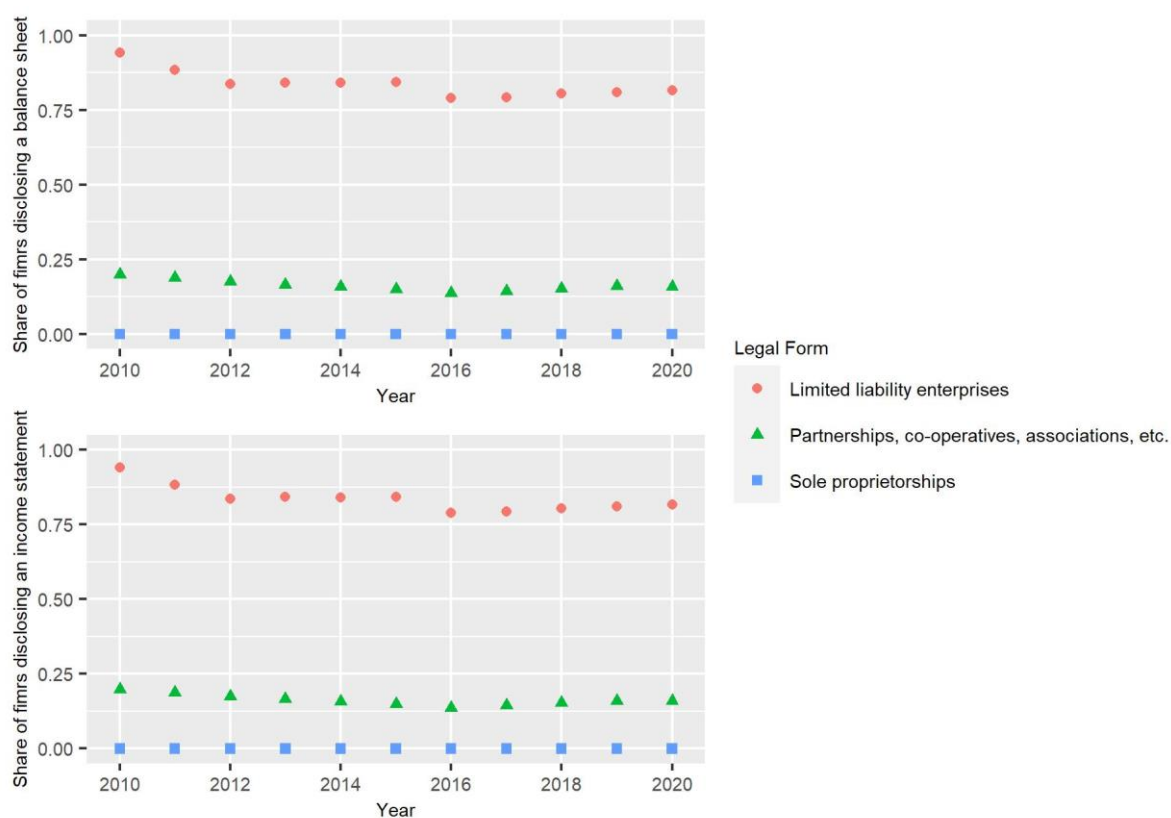 Share of fimrs disclosing a balance sheet
1.00
0.75
0.50
0.25
0.00
2010 2012 2014 2016 2018 2020
Year
Share of fimrs disclosing an income statement
1.00
0.75
0.50
0.25
0.00
2010 2012 2014 2016 2018 2020
Year
Legal Form
Limited liability enterprises
Partnerships, co-operatives, associations, etc.
Sole proprietorships